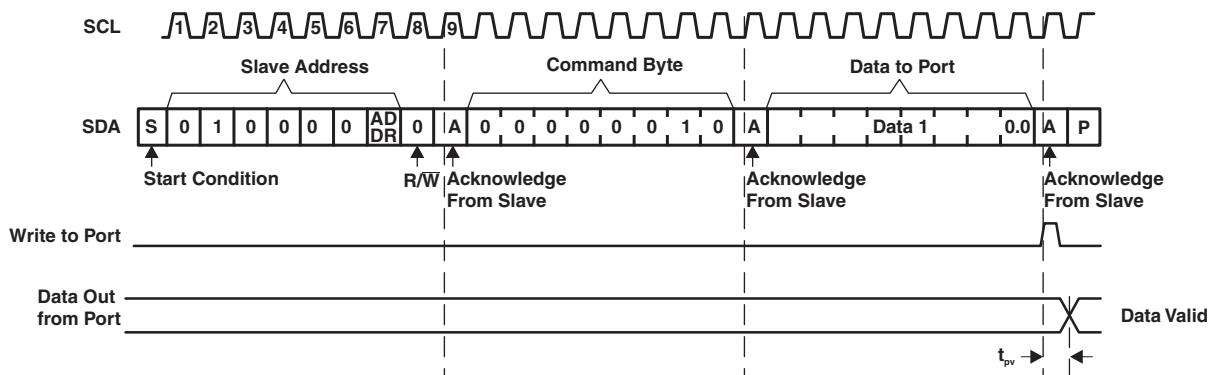 SCL 1 2 3 4 5 6 7 8 9
Slave Address Command Byte Data to Port
SDA S 0 1 0 0 0 0 AD DR 0 A 0 0 0 0 0 0 1 0 A Data 1 0.0 A P
Start Condition R/W Acknowledge From Slave Acknowledge From Slave Acknowledge From Slave
Write to Port
Data Out from Port Data Valid
tpv